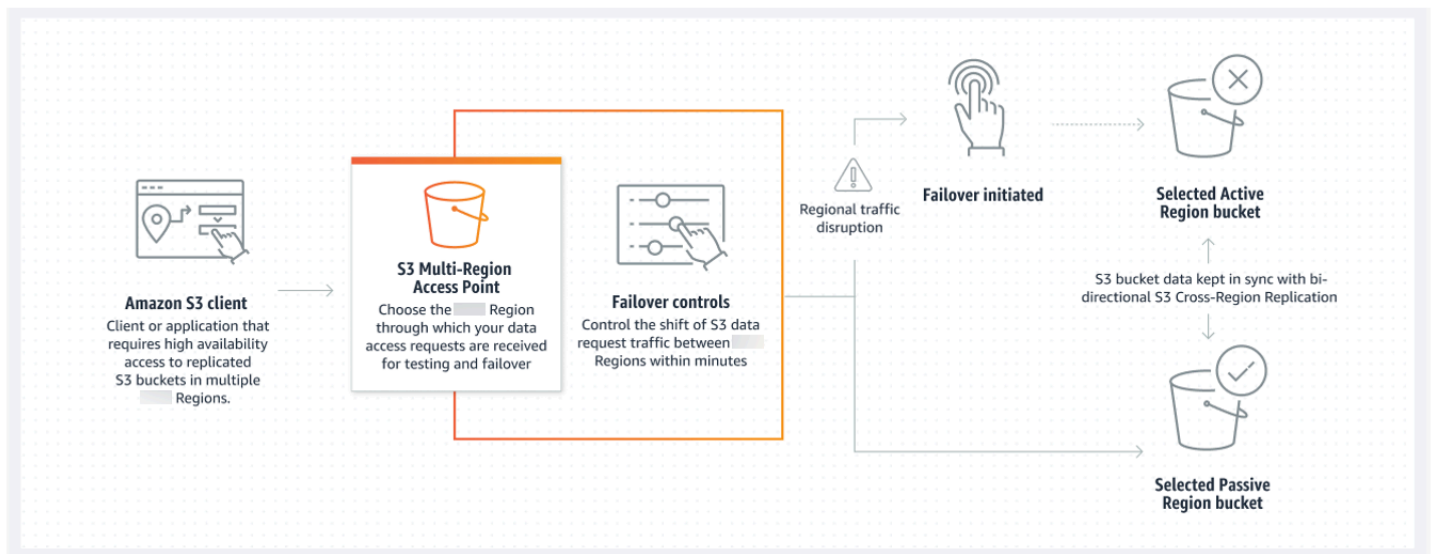 Amazon S3 client
Client or application that
requires high availability
access to replicated
S3 buckets in multiple
Regions.
S3 Multi-Region
Access Point
Choose the Region
through which your data
access requests are received
for testing and failover
Failover controls
Control the shift of S3 data
request traffic between
Regions within minutes
Regional traffic
disruption
Failover initiated
Selected Active
Region bucket
S3 bucket data kept in sync with bi-
directional S3 Cross-Region Replication
Selected Passive
Region bucket